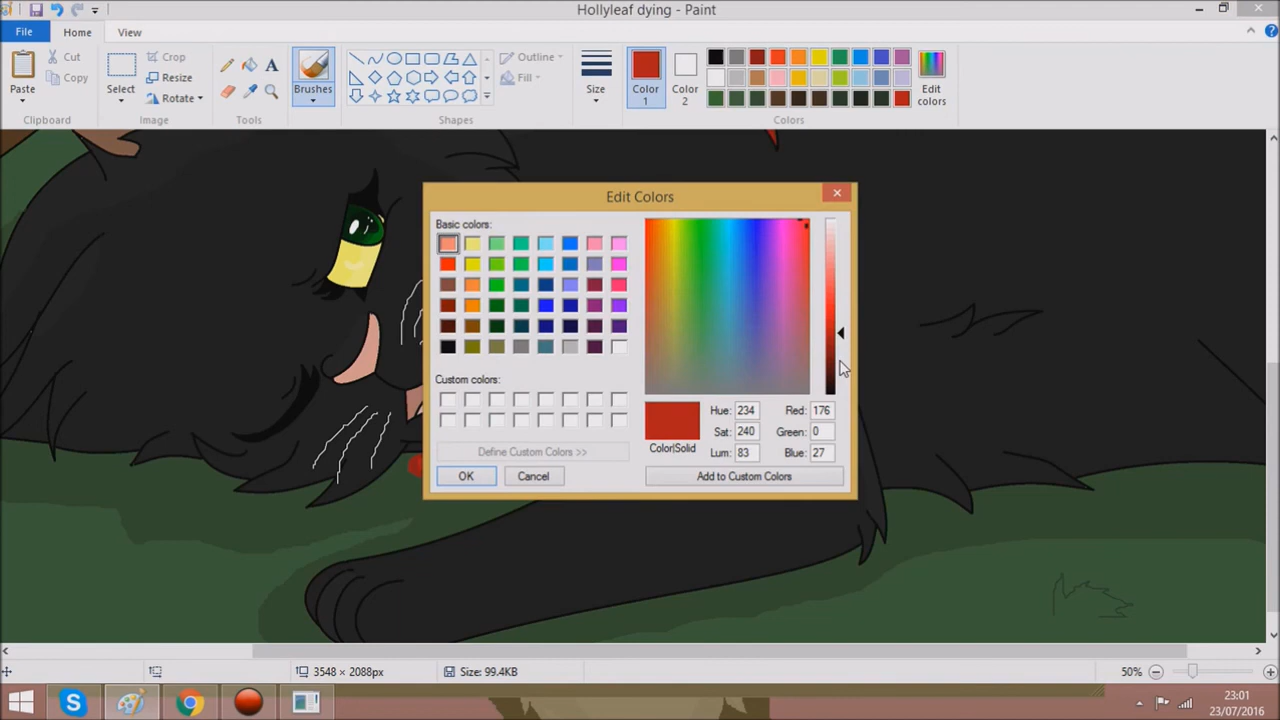 Hollyleaf dying - Paint
File Home View
Paste
Cut
Copy
Clipboard
Select
Crop
Resize
Rotate
Image
Tools
Brushes
Shapes
Outline
Fill
Size
Color 1
Color 2
Edit colors
Colors
Edit Colors
Basic colors:
Custom colors:
Define Custom Colors >>
OK Cancel
Color|Solid
Hue: 234 Red: 176
Sat: 240 Green: 0
Lum: 83 Blue: 27
Add to Custom Colors
3548 × 2088px
Size: 99.4KB
50%
23:01
23/07/2016